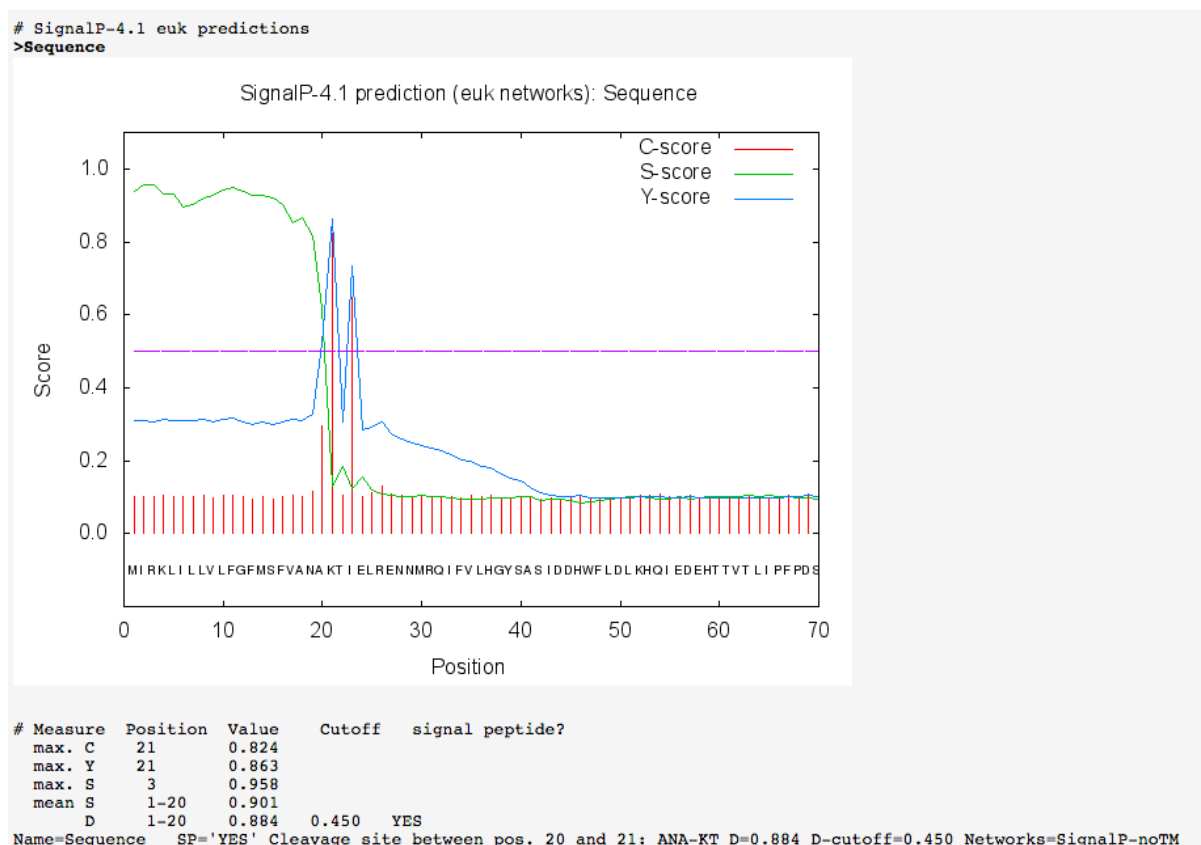 # SignalP-4.1 euk predictions
>Sequence
SignalP-4.1 prediction (euk networks): Sequence
C-score
S-score
Y-score
1.0
0.8
0.6
0.4
0.2
0.0
Score
MIRKLILLVLFGFMSFVANAKTIELRENNMRQIFVLHGYSASIDDHWFLDLKHQIEDEHTTVTLIPFPDS
0 10 20 30 40 50 60 70
Position
# Measure Position Value Cutoff signal peptide?
max. C 21 0.824
max. Y 21 0.863
max. S 3 0.958
mean S 1-20 0.901
D 1-20 0.884 0.450 YES
Name=Sequence SP='YES' Cleavage site between pos. 20 and 21: ANA-KT D=0.884 D-cutoff=0.450 Networks=SignalP-noTM